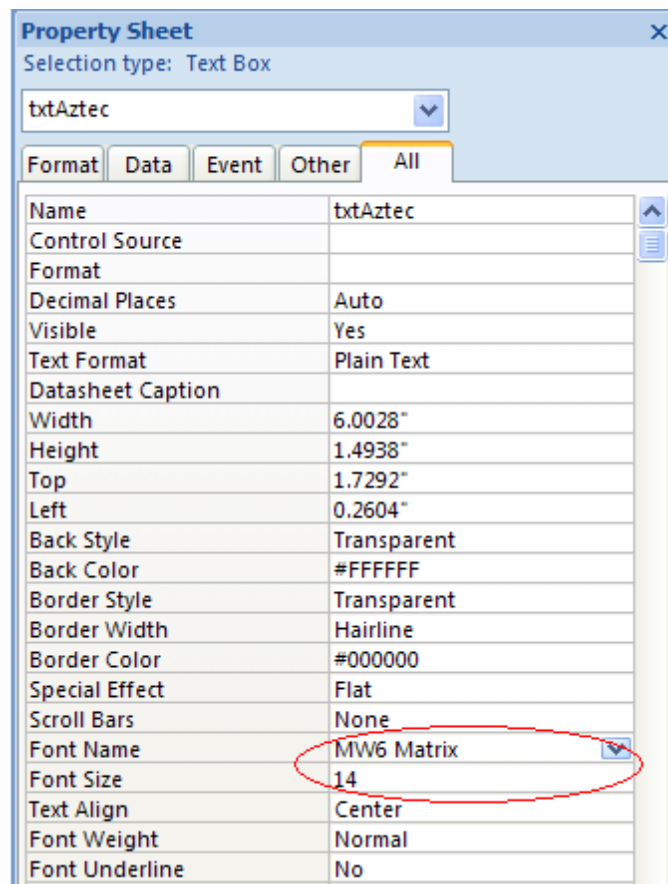 Property Sheet
Selection type: Text Box
txtAztec
Format Data Event Other All
Name txtAztec
Control Source
Format
Decimal Places Auto
Visible Yes
Text Format Plain Text
Datasheet Caption
Width 6.0028"
Height 1.4938"
Top 1.7292"
Left 0.2604"
Back Style Transparent
Back Color #FFFFFF
Border Style Transparent
Border Width Hairline
Border Color #000000
Special Effect Flat
Scroll Bars None
Font Name MW6 Matrix
Font Size 14
Text Align Center
Font Weight Normal
Font Underline No